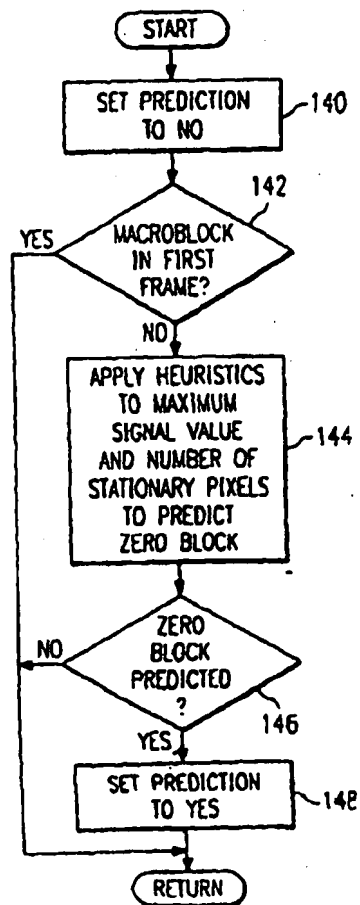 START
SET PREDICTION
TO NO
140
142
YES
MACROBLOCK
IN FIRST
FRAME?
NO
APPLY HEURISTICS
TO MAXIMUM
SIGNAL VALUE
AND NUMBER OF
STATIONARY PIXELS
TO PREDICT
ZERO BLOCK
144
NO
ZERO
BLOCK
PREDICTED
?
146
YES
SET PREDICTION
TO YES
148
RETURN